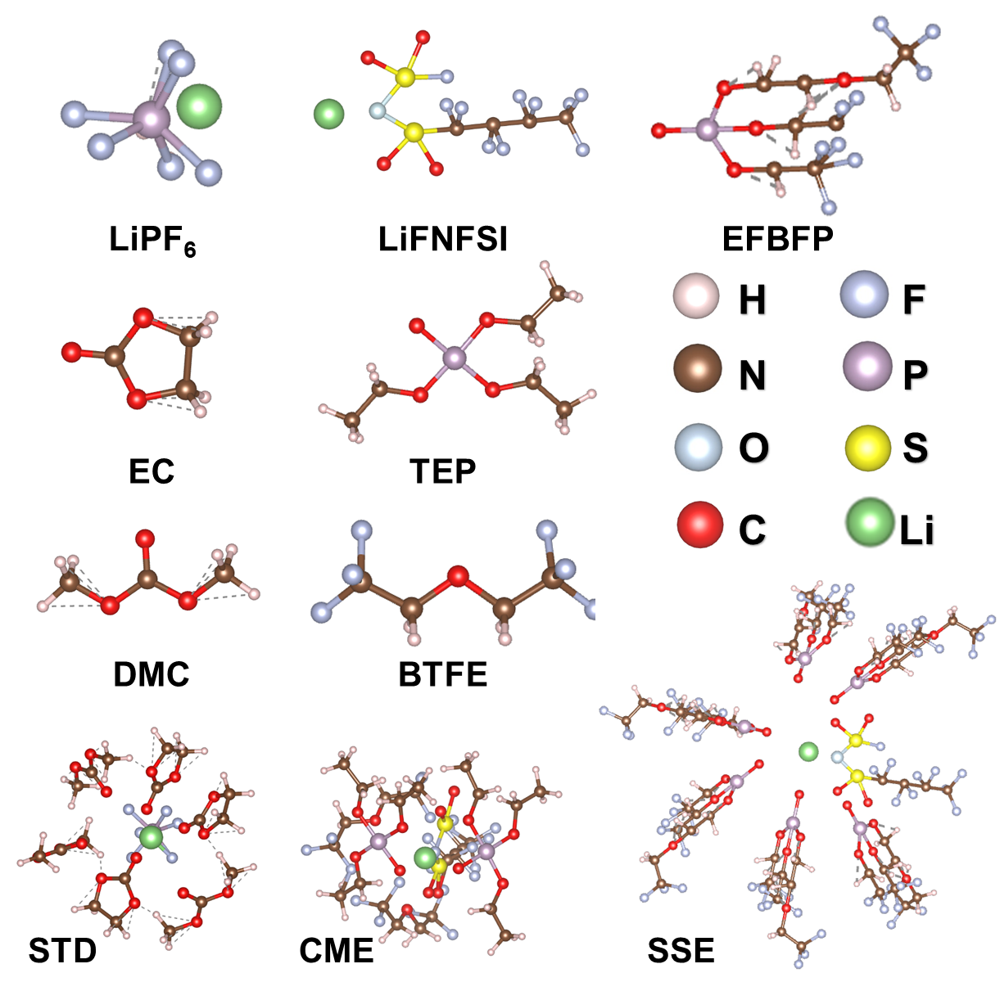 LiPF₆
LiFNFSI
EFBFP
H
F
N
P
O
S
C
Li
EC
TEP
DMC
BTFE
STD
CME
SSE